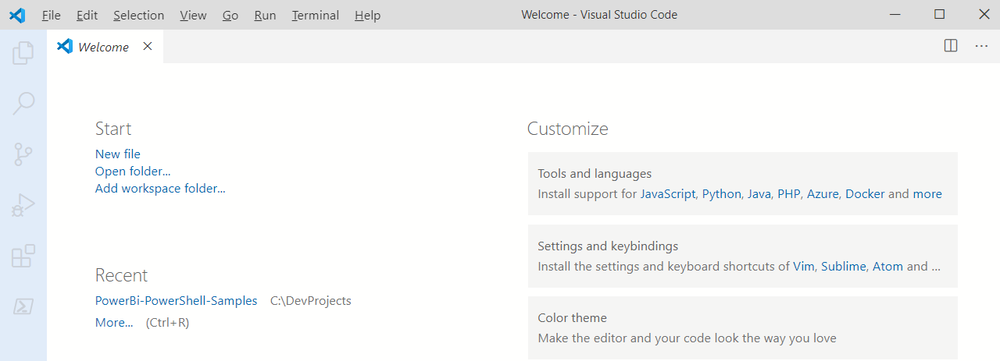 File Edit Selection View Go Run Terminal Help Welcome - Visual Studio Code
Welcome
Start
New file
Open folder...
Add workspace folder...
Recent
PowerBi-PowerShell-Samples C:\DevProjects
More... (Ctrl+R)
Customize
Tools and languages
Install support for JavaScript, Python, Java, PHP, Azure, Docker and more
Settings and keybindings
Install the settings and keyboard shortcuts of Vim, Sublime, Atom and ...
Color theme
Make the editor and your code look the way you love